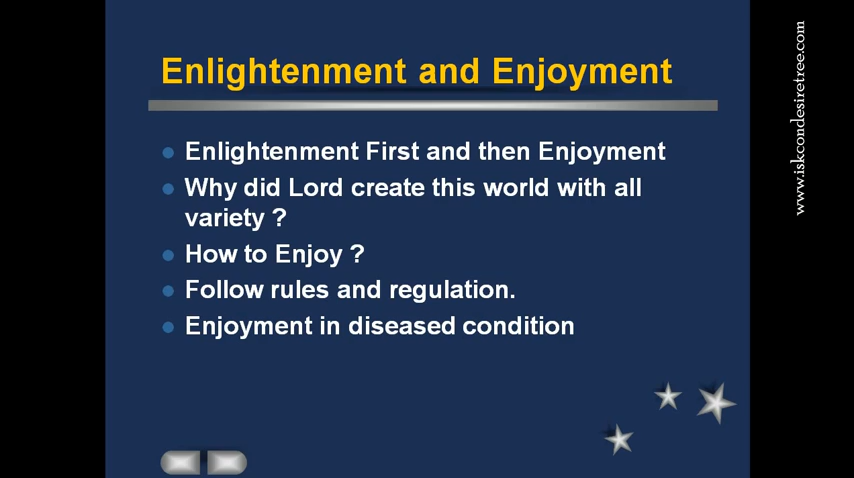 Enlightenment and Enjoyment
Enlightenment First and then Enjoyment
Why did Lord create this world with all
variety ?
How to Enjoy ?
Follow rules and regulation.
Enjoyment in diseased condition
www.iskcondesiretree.com